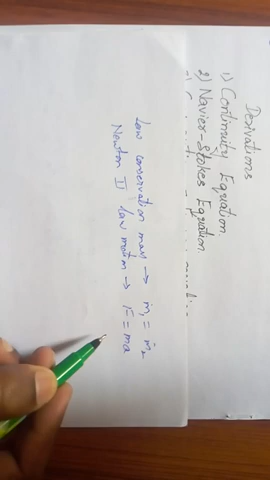 Derivations
1) Continuity Equation
2) Navier-Stokes Equation
Law conservation mass → ṁ₁ = ṁ₂
Newton II law motion → F = ma